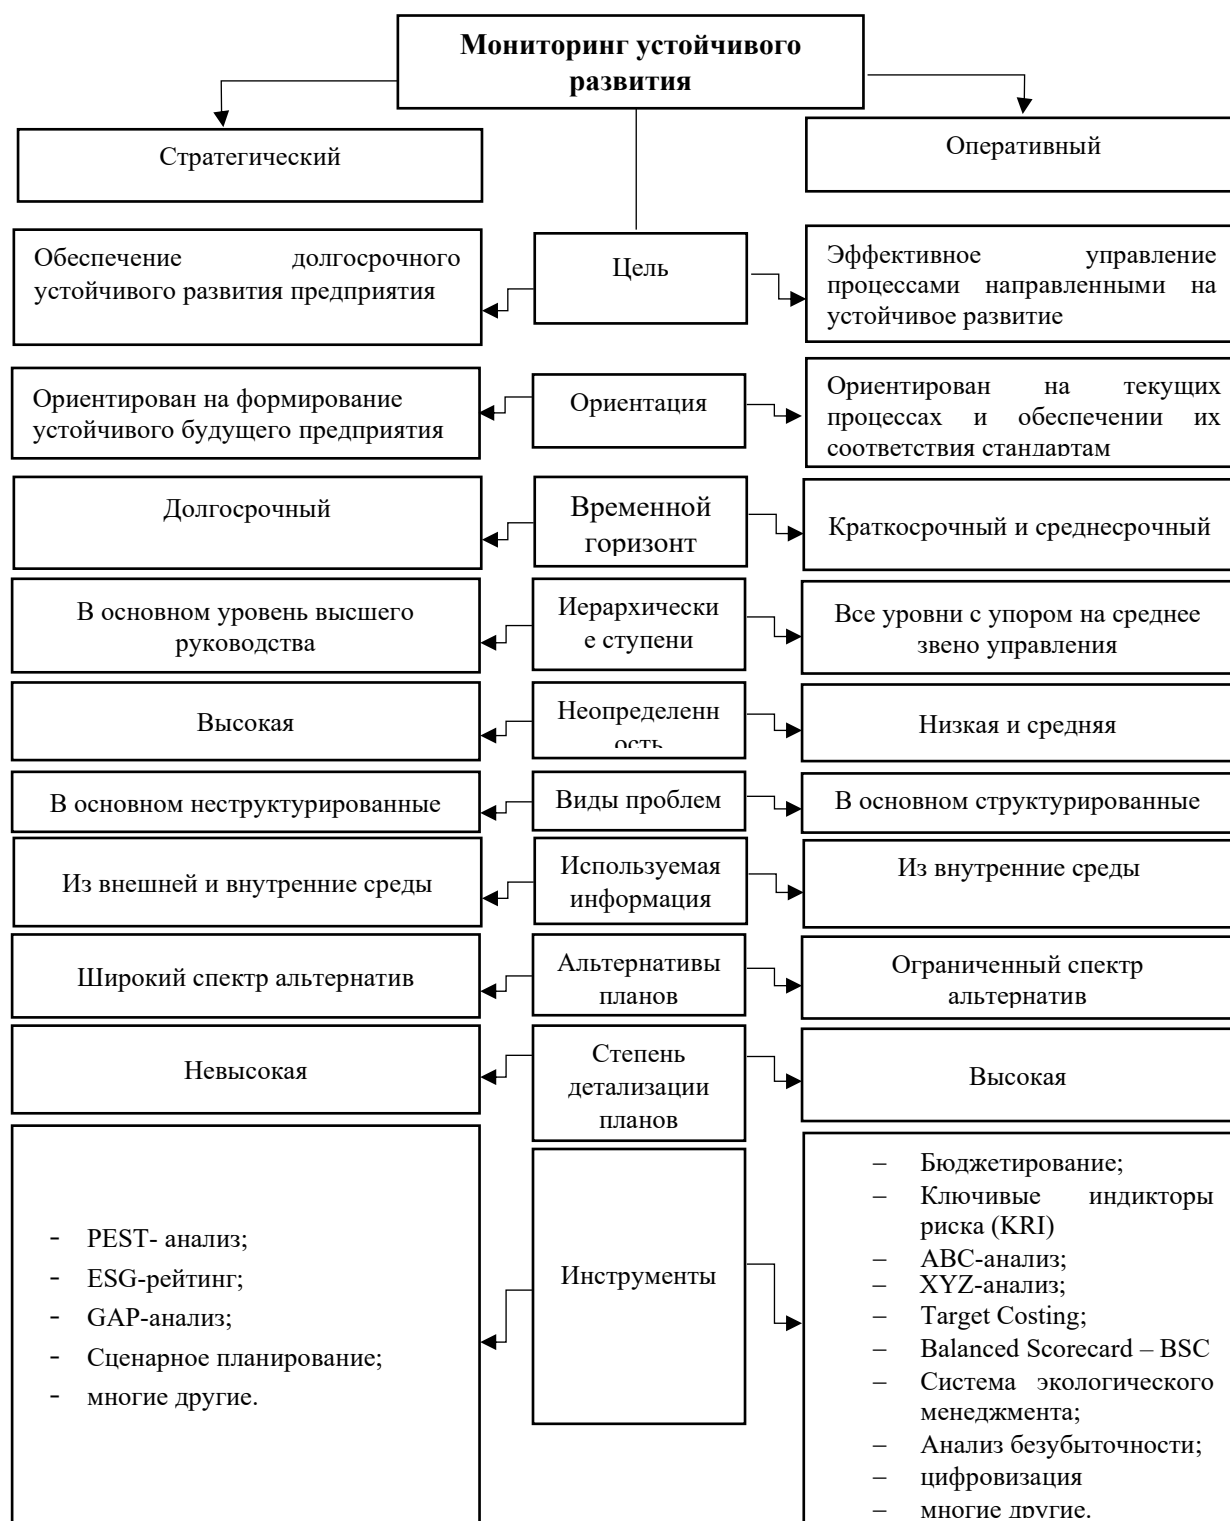 Мониторинг устойчивого
развития
Стратегический
Оперативный
Обеспечение долгосрочного
устойчивого развития предприятия
Цель
Эффективное управление
процессами направленными на
устойчивое развитие
Ориентирован на формирование
устойчивого будущего предприятия
Ориентация
Ориентирован на текущих
процессах и обеспечении их
соответствия стандартам
Долгосрочный
Временной
горизонт
Краткосрочный и среднесрочный
В основном уровень высшего
руководства
Иерархически
е ступени
Все уровни с упором на среднее
звено управления
Высокая
Неопределенн
ость
Низкая и средняя
В основном неструктурированные
Виды проблем
В основном структурированные
Из внешней и внутренние среды
Используемая
информация
Из внутренние среды
Широкий спектр альтернатив
Альтернативы
планов
Ограниченный спектр
альтернатив
Невысокая
Степень
детализации
планов
Высокая
- PEST- анализ;
- ESG-рейтинг;
- GAP-анализ;
- Сценарное планирование;
- многие другие.
Инструменты
– Бюджетирование;
– Ключивые индикторы
риска (KRI)
– ABC-анализ;
– XYZ-анализ;
– Target Costing;
– Balanced Scorecard – BSC
– Система экологического
менеджмента;
– Анализ безубыточности;
– цифровизация
– многие другие.